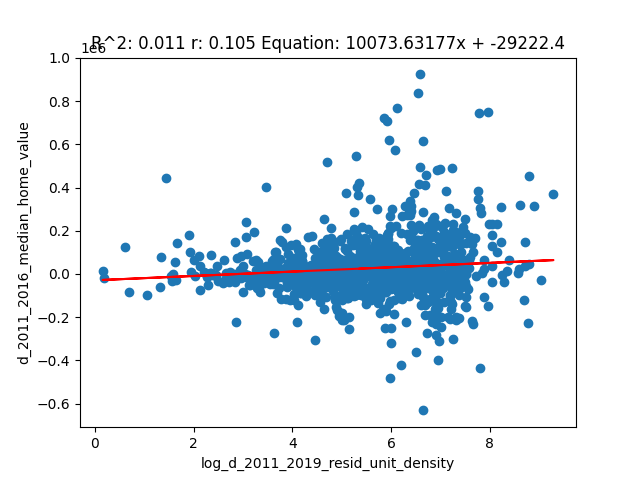 R^2: 0.011 r: 0.105 Equation: 10073.63177x + -29222.4
1e6
1.0
0.8
0.6
0.4
0.2
0.0
−0.2
−0.4
−0.6
d_2011_2016_median_home_value
0 2 4 6 8
log_d_2011_2019_resid_unit_density